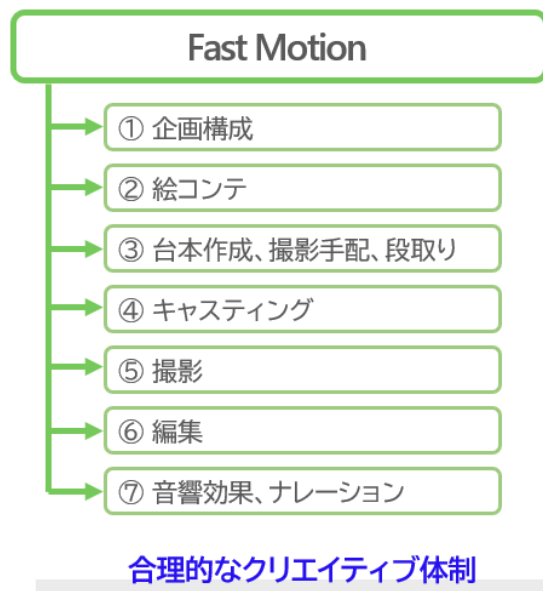 Fast Motion
① 企画構成
② 絵コンテ
③ 台本作成、撮影手配、段取り
④ キャスティング
⑤ 撮影
⑥ 編集
⑦ 音響効果、ナレーション
合理的なクリエイティブ体制